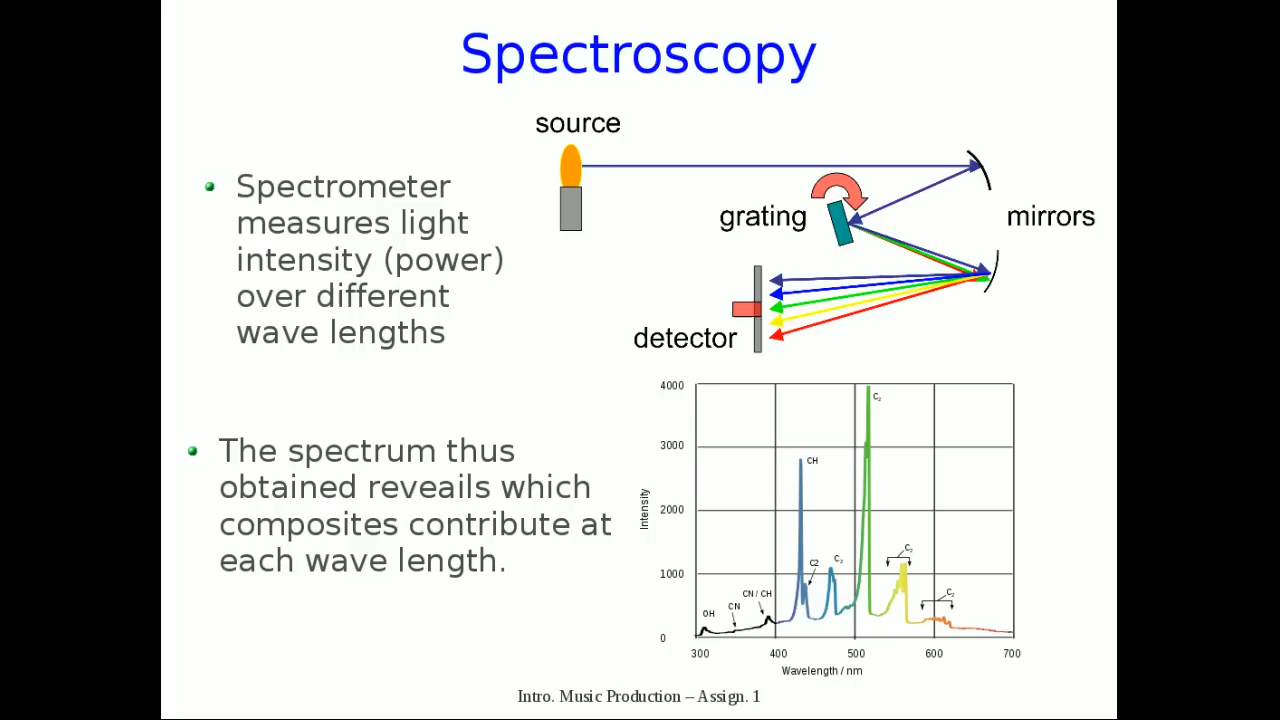 Spectroscopy
source
Spectrometer
measures light
intensity (power)
over different
wave lengths
grating
mirrors
detector
The spectrum thus
obtained reveails which
composites contribute at
each wave length.
4000
3000
2000
1000
0
Intensity
OH
CN
CN / CH
CH
C2
C₂
C₂
C₂
C₂
300 400 500 600 700
Wavelength / nm
Intro. Music Production – Assign. 1